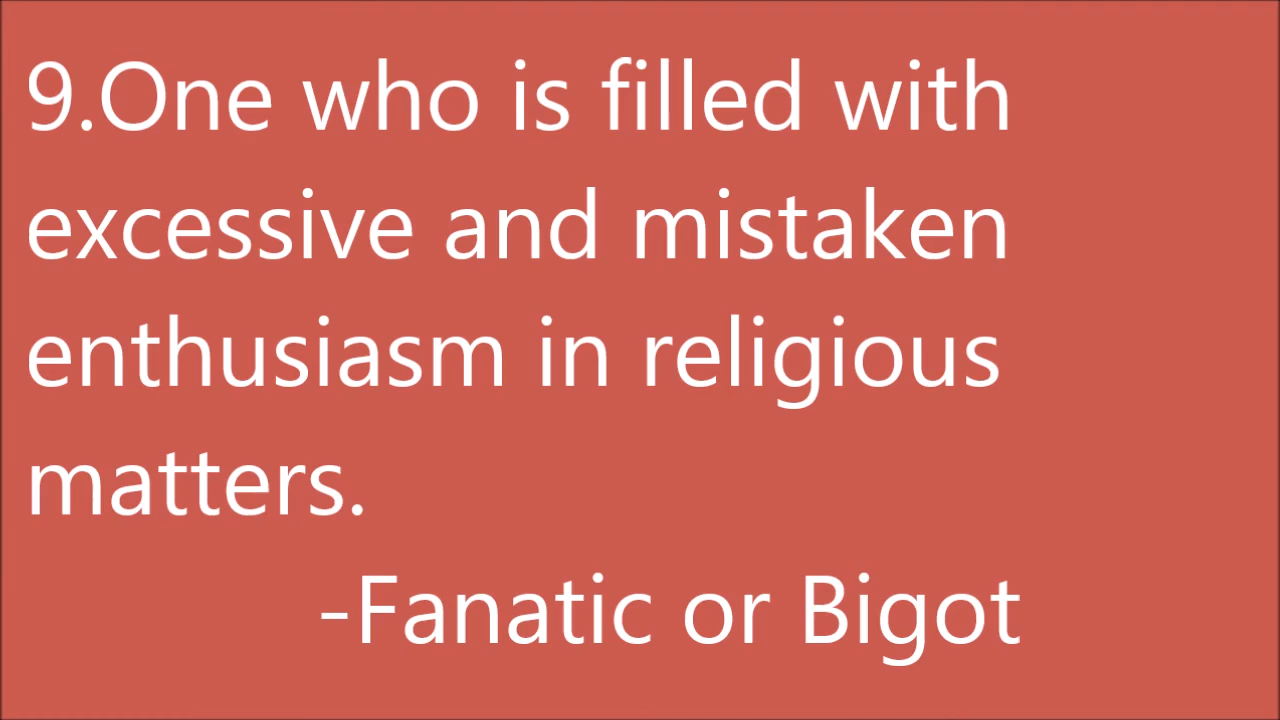 9.One who is filled with
excessive and mistaken
enthusiasm in religious
matters.
-Fanatic or Bigot